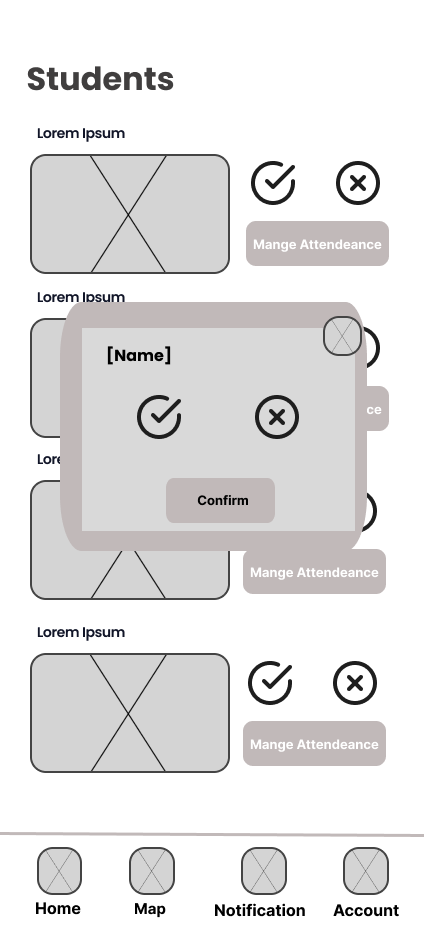 Students
Lorem Ipsum
Mange Attendeance
Lorem Ipsum
[Name]
ce
Lore
Confirm
Mange Attendeance
Lorem Ipsum
Mange Attendeance
Home
Map
Notification
Account